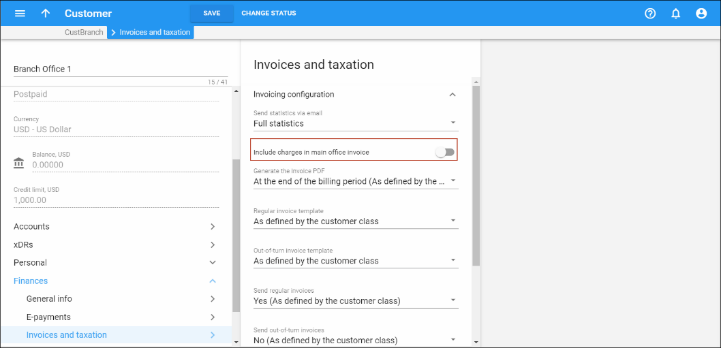 Customer
SAVE
CHANGE STATUS
CustBranch
Invoices and taxation
Branch Office 1
15 / 41
Postpaid
Currency
USD - US Dollar
Balance, USD
0.00000
Credit limit, USD
1,000.00
Accounts
xDRs
Personal
Finances
General info
E-payments
Invoices and taxation
Invoices and taxation
Invoicing configuration
Send statistics via email
Full statistics
Include charges in main office invoice
Generate the invoice PDF
At the end of the billing period (As defined by the ...
Regular invoice template
As defined by the customer class
Out-of-turn invoice template
As defined by the customer class
Send regular invoices
Yes (As defined by the customer class)
Send out-of-turn invoices
No (As defined by the customer class)